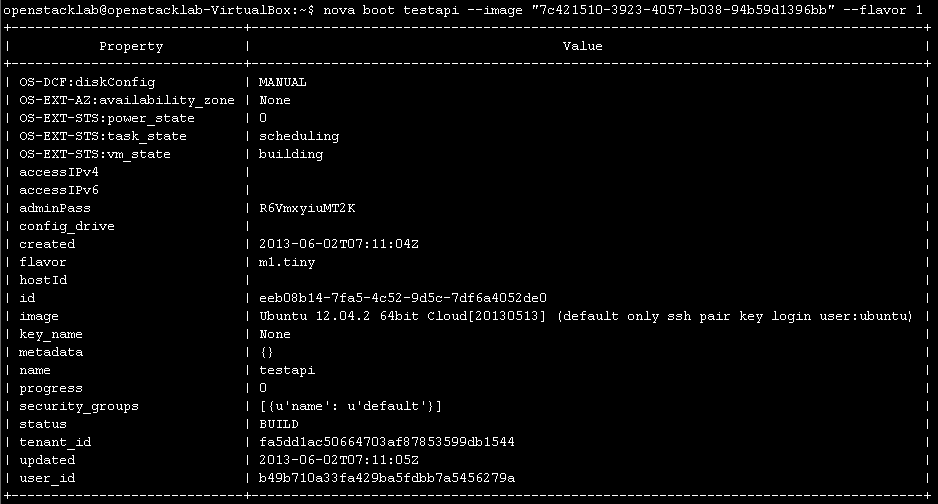 openstacklab@openstacklab-VirtualBox:~$ nova boot testapi --image "7c421510-3923-4057-b038-94b59d1396bb" --flavor 1
+------------------------------+------------------------------------------------------------------------------------+
| Property | Value |
+------------------------------+------------------------------------------------------------------------------------+
| OS-DCF:diskConfig | MANUAL |
| OS-EXT-AZ:availability_zone | None |
| OS-EXT-STS:power_state | 0 |
| OS-EXT-STS:task_state | scheduling |
| OS-EXT-STS:vm_state | building |
| accessIPv4 | |
| accessIPv6 | |
| adminPass | R6VmxyiuMT2K |
| config_drive | |
| created | 2013-06-02T07:11:04Z |
| flavor | m1.tiny |
| hostId | |
| id | eeb08b14-7fa5-4c52-9d5c-7df6a4052de0 |
| image | Ubuntu 12.04.2 64bit Cloud[20130513] (default only ssh pair key login user:ubuntu) |
| key_name | None |
| metadata | {} |
| name | testapi |
| progress | 0 |
| security_groups | [{u'name': u'default'}] |
| status | BUILD |
| tenant_id | fa5dd1ac50664703af87853599db1544 |
| updated | 2013-06-02T07:11:05Z |
| user_id | b49b710a33fa429ba5fdbb7a5456279a |
+------------------------------+------------------------------------------------------------------------------------+